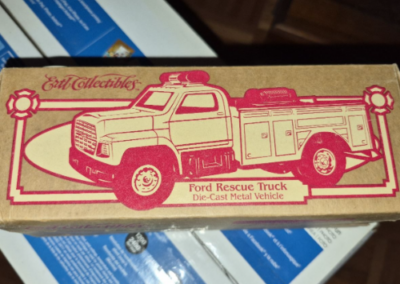 Ertl Collectibles
Ford Rescue Truck
Die-Cast Metal Vehicle